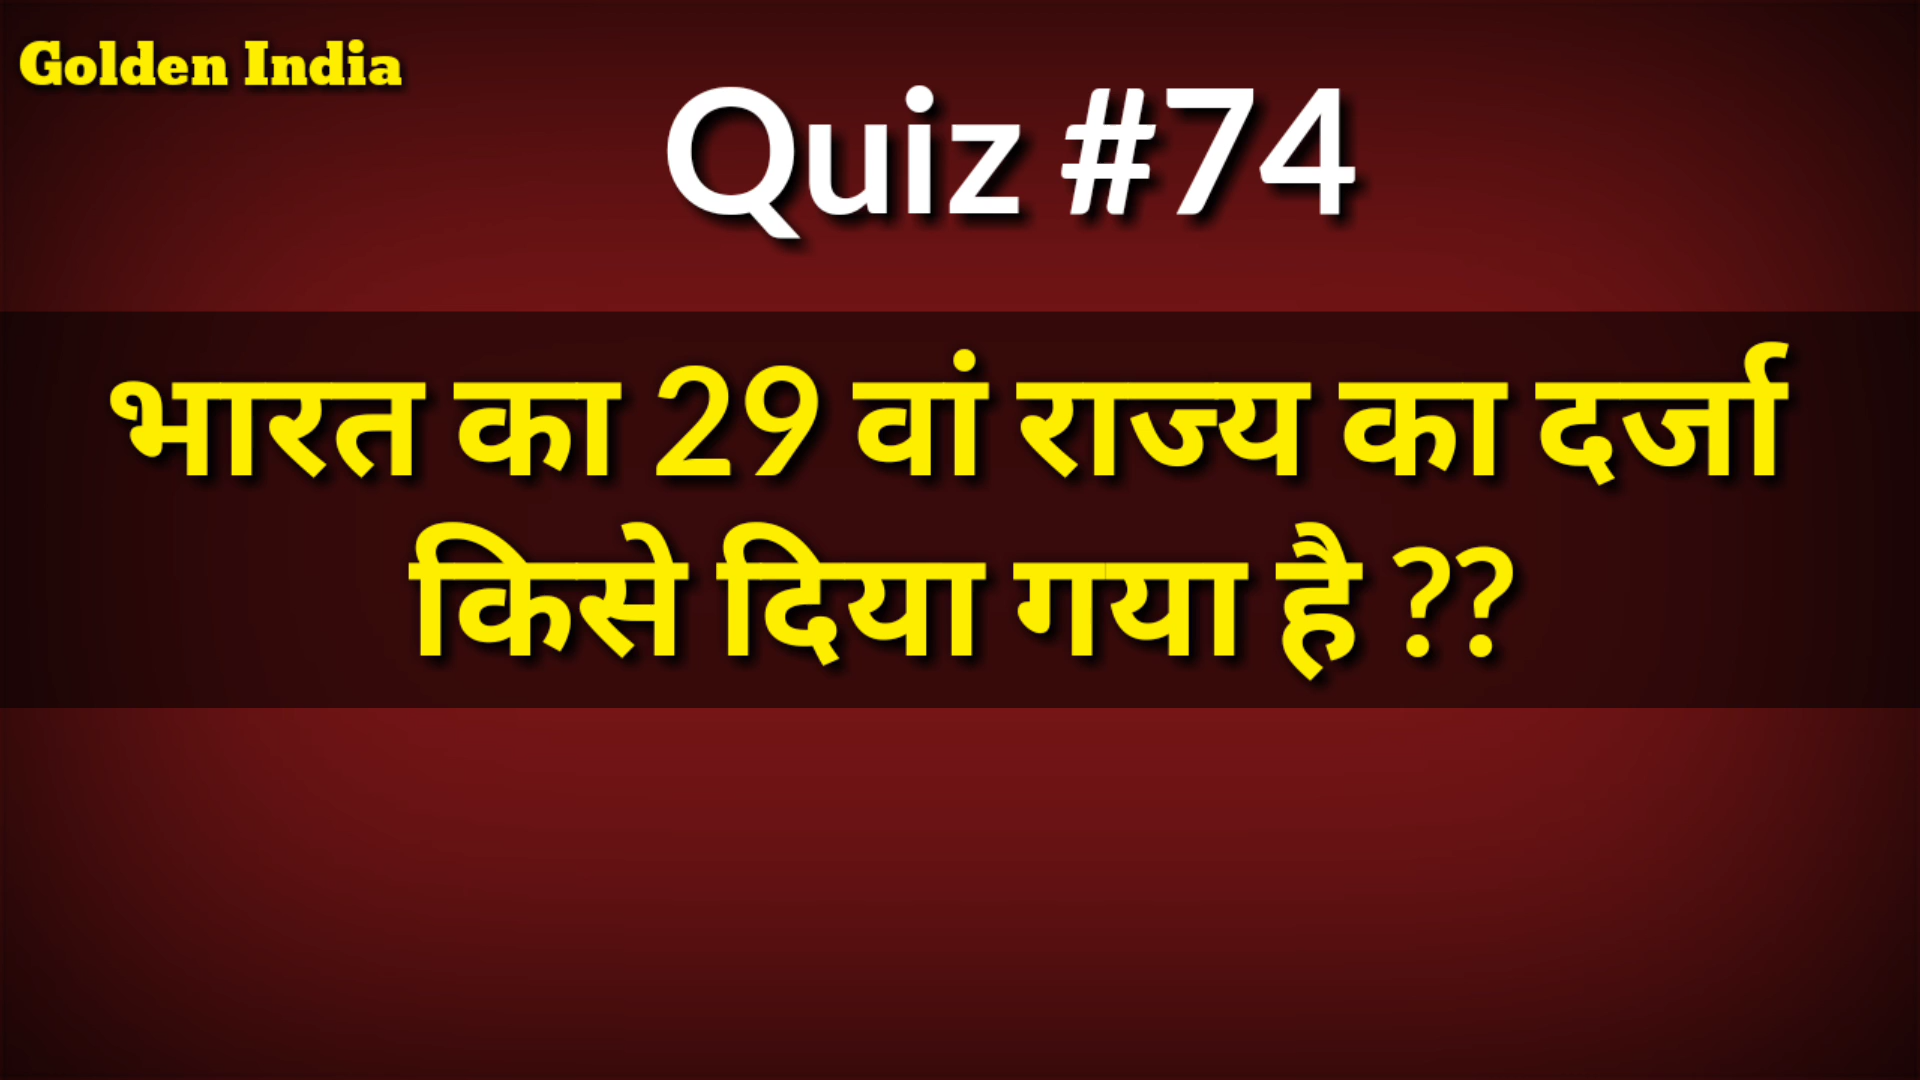 Golden India
Quiz #74
भारत का 29 वां राज्य का दर्जा
किसे दिया गया है ??